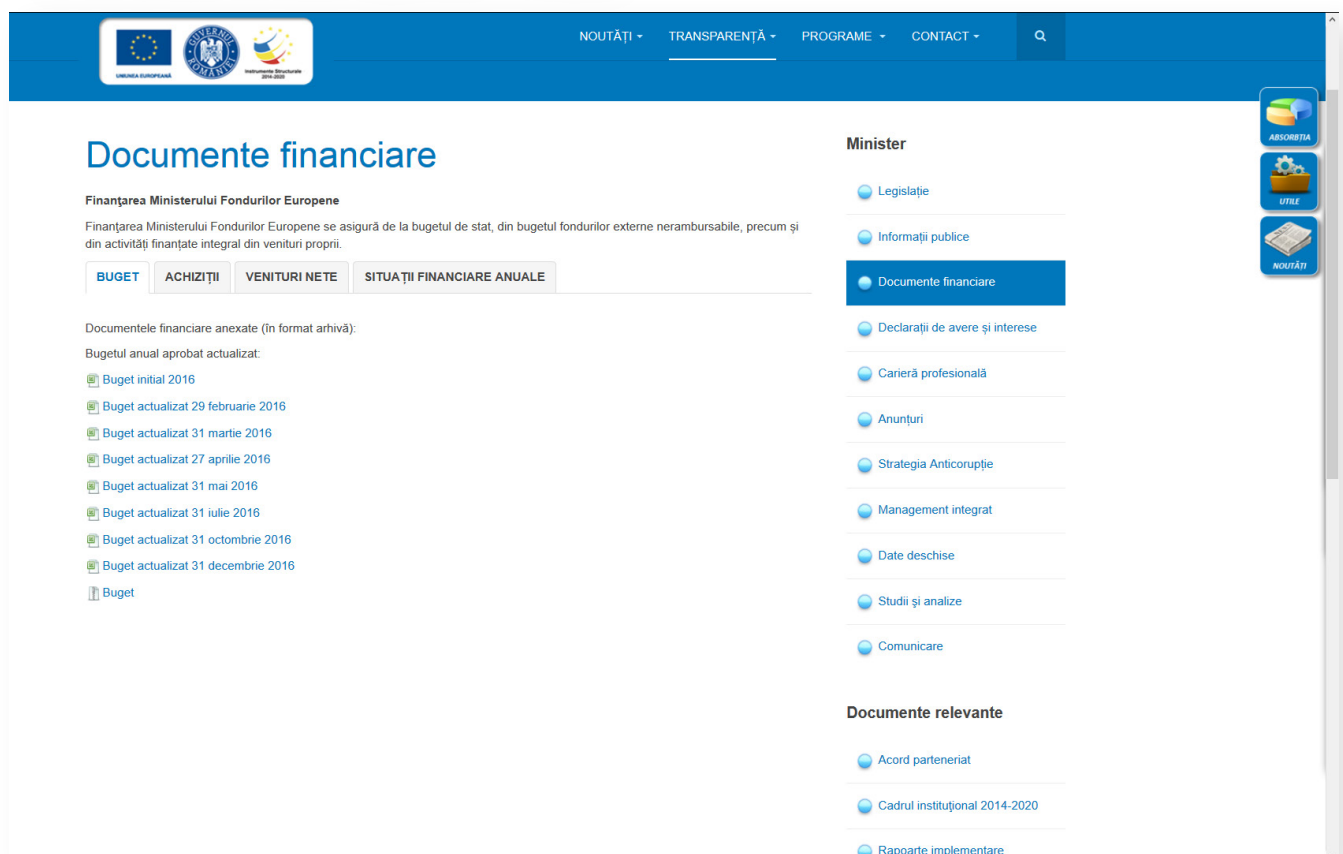 UNIUNEA EUROPEANĂ
GUVERNUL ROMÂNIEI
Instrumente Structurale
2014-2020
NOUTĂȚI
TRANSPARENȚĂ
PROGRAME
CONTACT
ABSORBȚIA
UTILE
NOUTĂȚI
Documente financiare
Finanţarea Ministerului Fondurilor Europene
Finanţarea Ministerului Fondurilor Europene se asigură de la bugetul de stat, din bugetul fondurilor externe nerambursabile, precum și
din activități finanțate integral din venituri proprii.
BUGET
ACHIZIȚII
VENITURI NETE
SITUAȚII FINANCIARE ANUALE
Documentele financiare anexate (în format arhivă):
Bugetul anual aprobat actualizat:
Buget initial 2016
Buget actualizat 29 februarie 2016
Buget actualizat 31 martie 2016
Buget actualizat 27 aprilie 2016
Buget actualizat 31 mai 2016
Buget actualizat 31 iulie 2016
Buget actualizat 31 octombrie 2016
Buget actualizat 31 decembrie 2016
Buget
Minister
Legislație
Informații publice
Documente financiare
Declarații de avere și interese
Carieră profesională
Anunțuri
Strategia Anticorupție
Management integrat
Date deschise
Studii şi analize
Comunicare
Documente relevante
Acord parteneriat
Cadrul instituţional 2014-2020
Rapoarte implementare